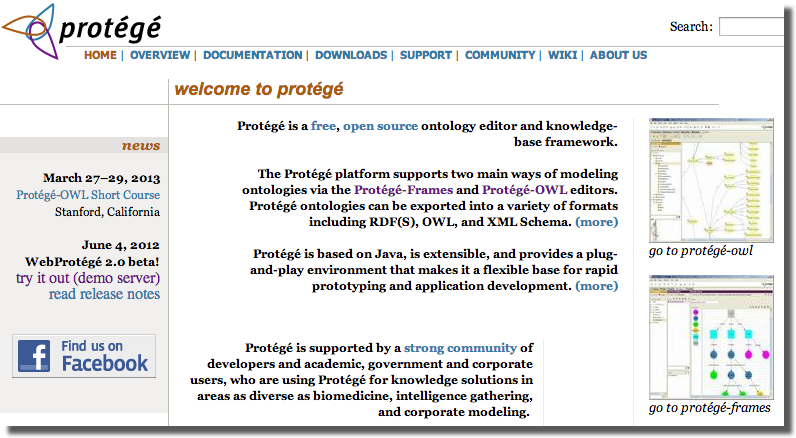 protégé
Search:
HOME | OVERVIEW | DOCUMENTATION | DOWNLOADS | SUPPORT | COMMUNITY | WIKI | ABOUT US
welcome to protégé
news
March 27–29, 2013
Protégé-OWL Short Course
Stanford, California
June 4, 2012
WebProtégé 2.0 beta!
try it out (demo server)
read release notes
Find us on
Facebook
Protégé is a free, open source ontology editor and knowledge-
base framework.
The Protégé platform supports two main ways of modeling
ontologies via the Protégé-Frames and Protégé-OWL editors.
Protégé ontologies can be exported into a variety of formats
including RDF(S), OWL, and XML Schema. (more)
Protégé is based on Java, is extensible, and provides a plug-
and-play environment that makes it a flexible base for rapid
prototyping and application development. (more)
Protégé is supported by a strong community of
developers and academic, government and corporate
users, who are using Protégé for knowledge solutions in
areas as diverse as biomedicine, intelligence gathering,
and corporate modeling.
go to protégé-owl
go to protégé-frames